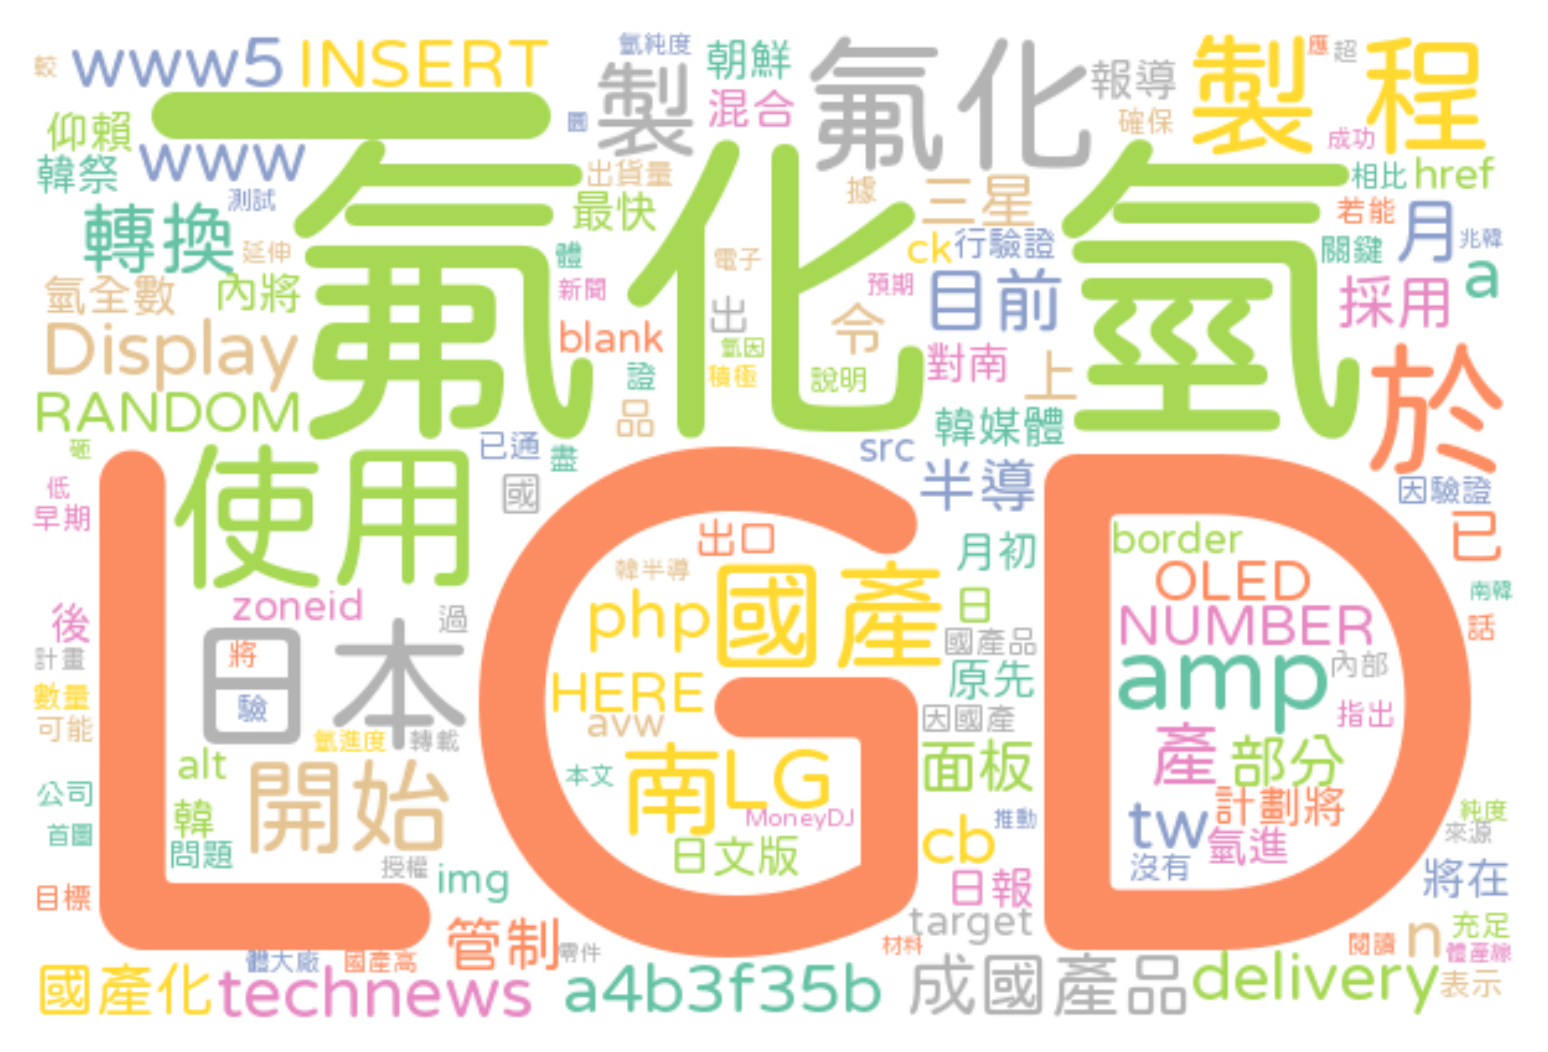 較 www5 INSERT 氫純度 朝鮮 製 氟化 報導 製程 應 超
仰賴 一 圓 混合 確保 成功
韓祭 www 出貨量 據 三星 相比 href
轉換 測試 最快 ck 行驗證 若能 月 兆韓
延伸 氟化氫 體 電子 關鍵 a
氫全數 內將 新聞 出 預期 目前 採用
Display blank 氫因 令 對南 上 於
RANDOM 證 積極 說明
品 韓媒體
砸 使用 已通 盡 src 半導
低 國 因驗證
早期 LGD 出口 月初 border 已
韓半導 OLED 南韓
後 zoneid 過 php 國產 日 NUMBER 話
計畫 日本 將 國產品 amp 內部
數量 驗 HERE 原先 指出
可能 氫進度 轉載 avw 因國產
alt 開始 本文 南 LG 面板 產 部分
公司 韓 MoneyDJ 推動 tw 計劃將 純度
首圖 問題 日文版 cb 氫進 來源
授權 img 日報 沒有 將在
目標 管制 target n 充足
體大廠 國產高 零件 材料 閱讀 體產線
國產化 technews a4b3f35b 成國產品 delivery 表示